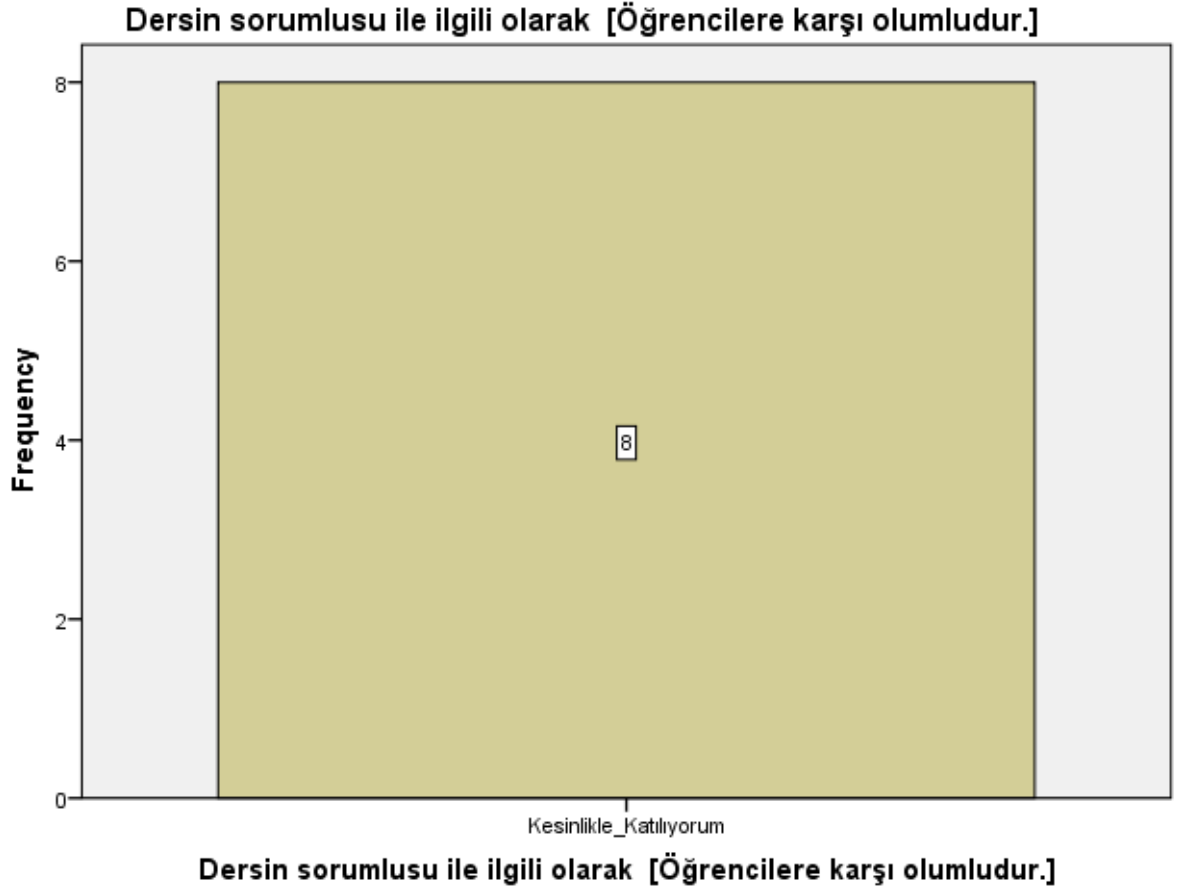 Dersin sorumlusu ile ilgili olarak [Öğrencilere karşı olumludur.]
8
6
4
2
0
Frequency
8
Kesinlikle_Katılıyorum
Dersin sorumlusu ile ilgili olarak [Öğrencilere karşı olumludur.]